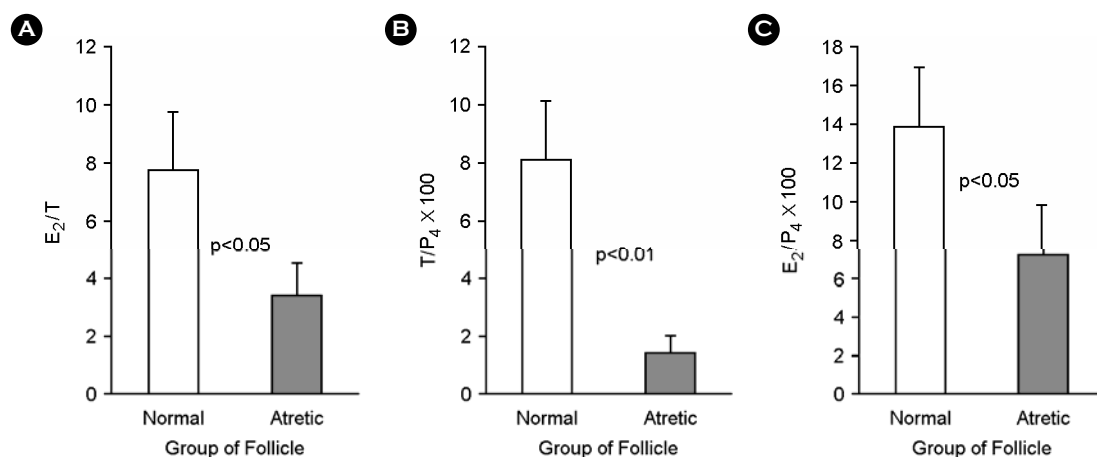 A
12
10
8
6
4
2
0
E₂/T
p<0.05
Normal Atretic
Group of Follicle
B
12
10
8
6
4
2
0
T/P₄ X 100
p<0.01
Normal Atretic
Group of Follicle
C
18
16
14
12
10
8
6
4
2
0
E₂/P₄ X 100
p<0.05
Normal Atretic
Group of Follicle